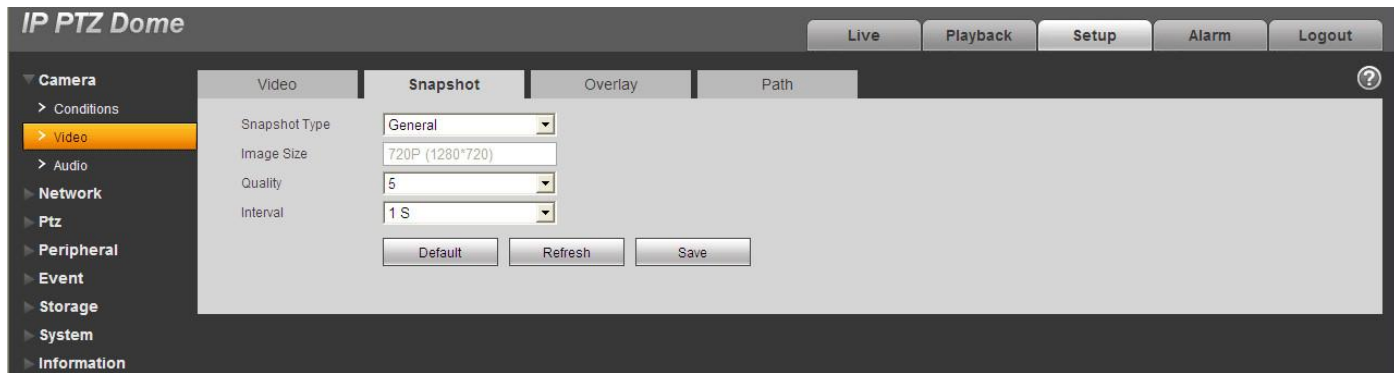 IP PTZ Dome
Live Playback Setup Alarm Logout
Camera
Conditions
Video
Audio
Network
Ptz
Peripheral
Event
Storage
System
Information
Video Snapshot Overlay Path
?
Snapshot Type General
Image Size 720P (1280*720)
Quality 5
Interval 1 S
Default Refresh Save